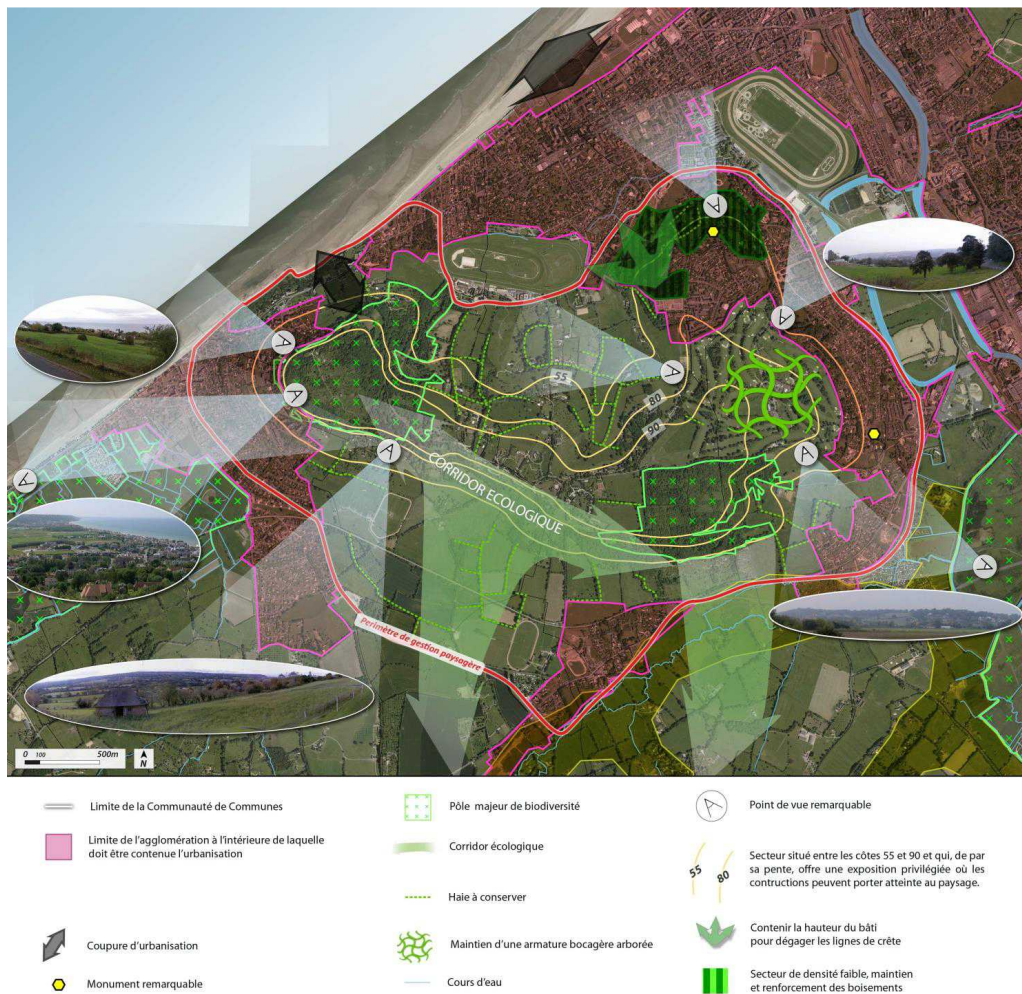 55
80
90
CORRIDOR ECOLOGIQUE
Perimètre de gestion paysagère
0 100 500m
N
Limite de la Communauté de Communes
Limite de l'agglomération à l'intérieure de laquelle
doit être contenue l'urbanisation
Coupure d'urbanisation
Monument remarquable
Pôle majeur de biodiversité
Corridor écologique
Haie à conserver
Maintien d'une armature bocagère arborée
Cours d'eau
Point de vue remarquable
55 80
Secteur situé entre les côtes 55 et 90 et qui, de par
sa pente, offre une exposition privilégiée où les
contructions peuvent porter atteinte au paysage.
Contenir la hauteur du bâti
pour dégager les lignes de crête
Secteur de densité faible, maintien
et renforcement des boisements